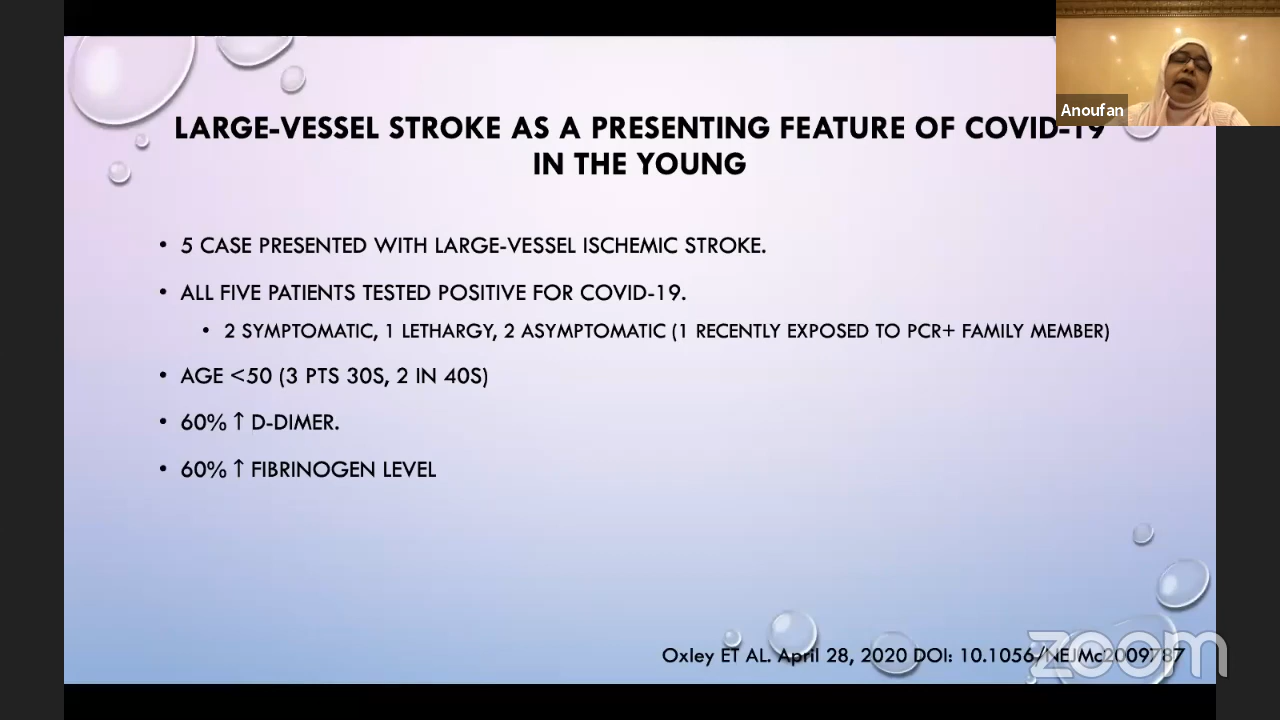 LARGE-VESSEL STROKE AS A PRESENTING FEATURE OF COVID-19
IN THE YOUNG
Anoufan
• 5 CASE PRESENTED WITH LARGE-VESSEL ISCHEMIC STROKE.
• ALL FIVE PATIENTS TESTED POSITIVE FOR COVID-19.
• 2 SYMPTOMATIC, 1 LETHARGY, 2 ASYMPTOMATIC (1 RECENTLY EXPOSED TO PCR+ FAMILY MEMBER)
• AGE <50 (3 PTS 30S, 2 IN 40S)
• 60% ↑ D-DIMER.
• 60% ↑ FIBRINOGEN LEVEL
Oxley ET AL. April 28, 2020 DOI: 10.1056/NEJMc2009787
zoom